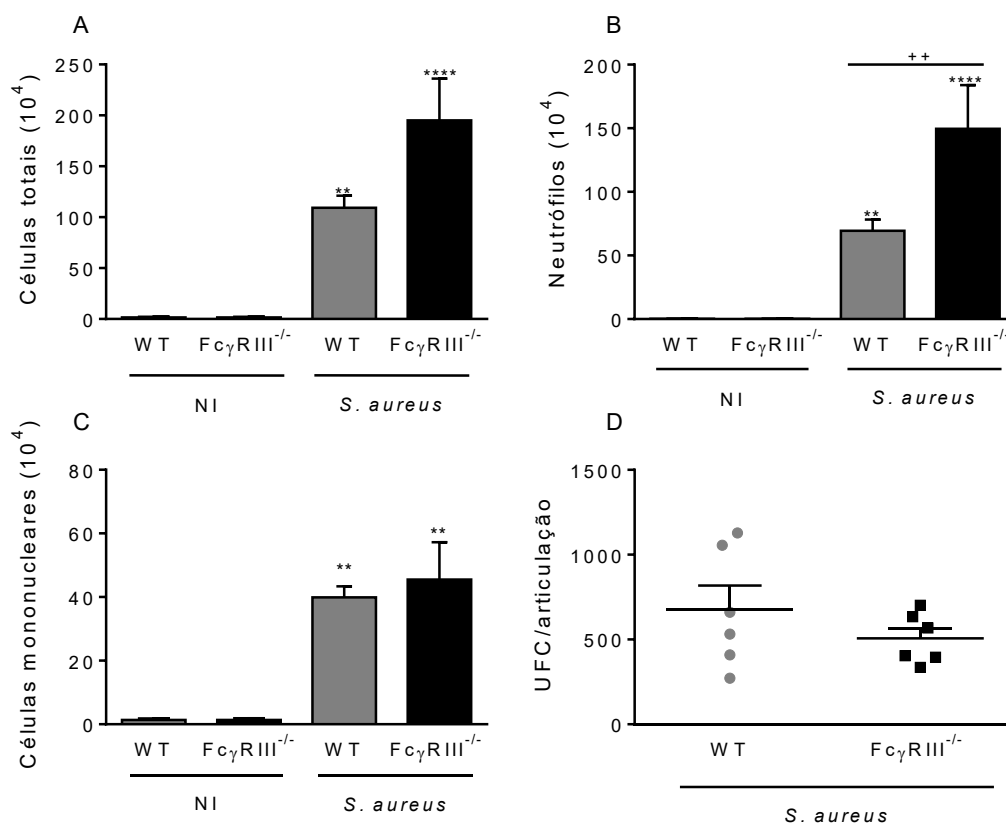 A
Células totais (10⁴)
250
200
150
100
50
0
**
****
WT FcγRIII⁻/⁻ WT FcγRIII⁻/⁻
NI S. aureus
B
Neutrófilos (10⁴)
200
150
100
50
0
++
**
****
WT FcγRIII⁻/⁻ WT FcγRIII⁻/⁻
NI S. aureus
C
Células mononucleares (10⁴)
80
60
40
20
0
**
**
WT FcγRIII⁻/⁻ WT FcγRIII⁻/⁻
NI S. aureus
D
UFC/articulação
1500
1000
500
0
WT FcγRIII⁻/⁻
S. aureus